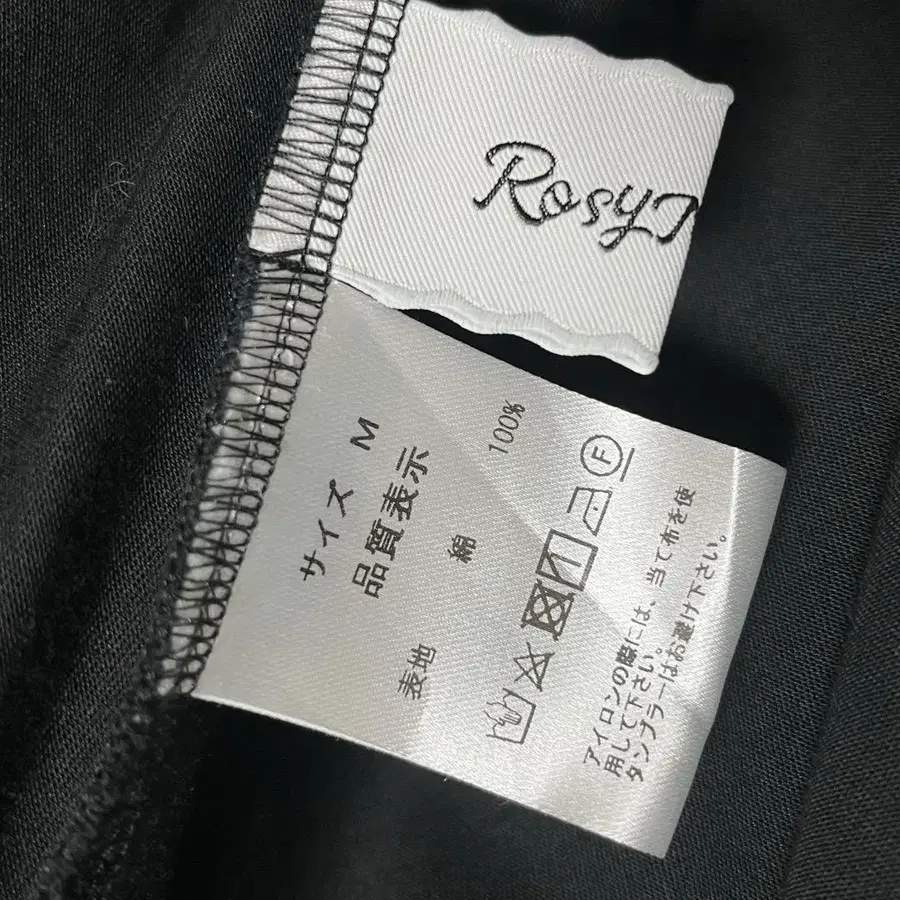 Rosy
サイズ M
品質表示
表地 綿 100%
F
アイロンの際には、当て布を使
用して下さい。
タンブラーはお避け下さい。